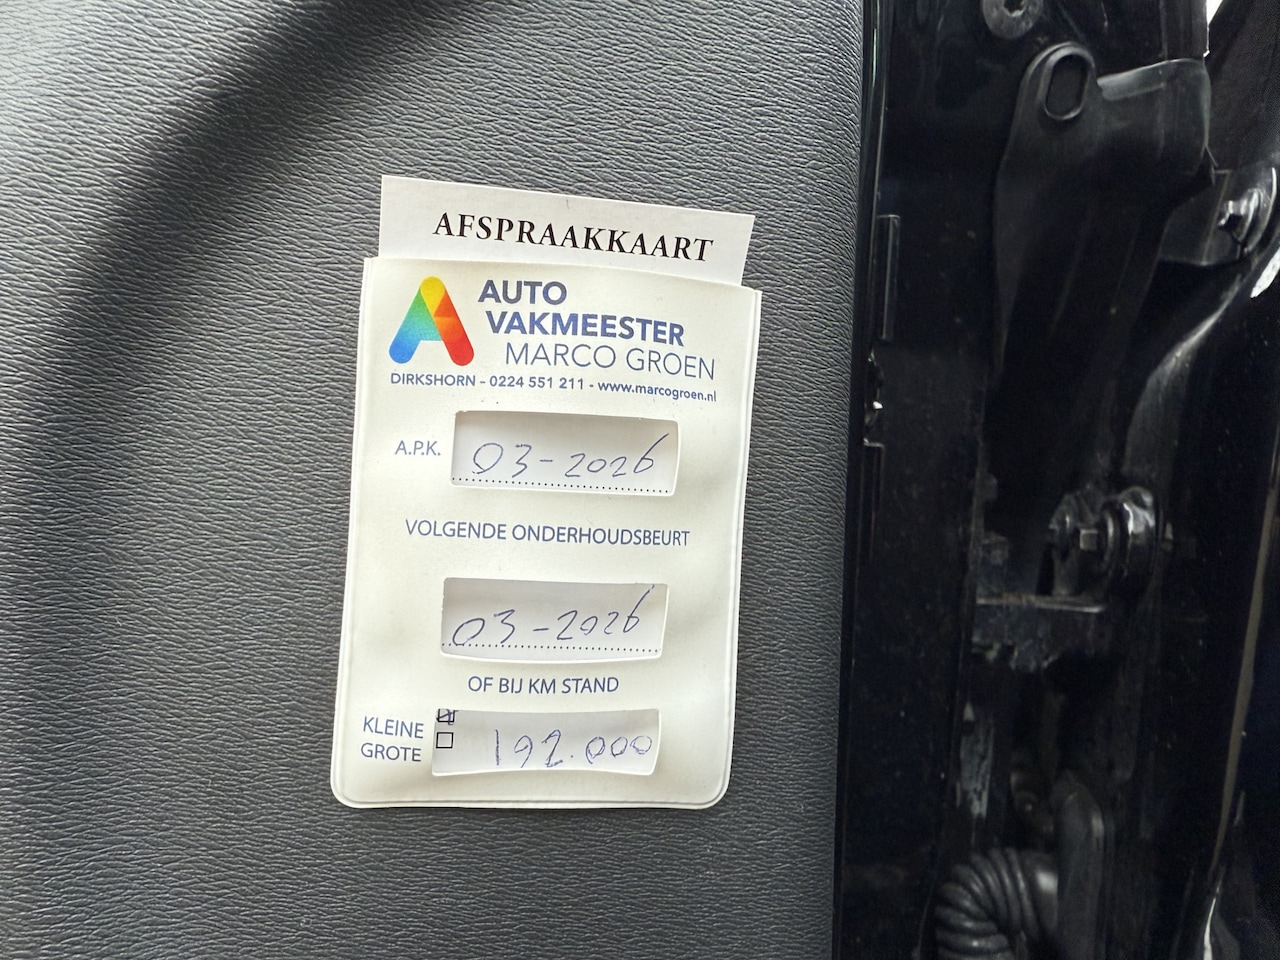 AFSPRAAKKAART
AUTO
VAKMEESTER
MARCO GROEN
DIRKSHORN - 0224 551 211 - www.marcogroen.nl
A.P.K. 03-2026
VOLGENDE ONDERHOUDSBEURT
03-2026
OF BIJ KM STAND
KLEINE
GROTE 192.000